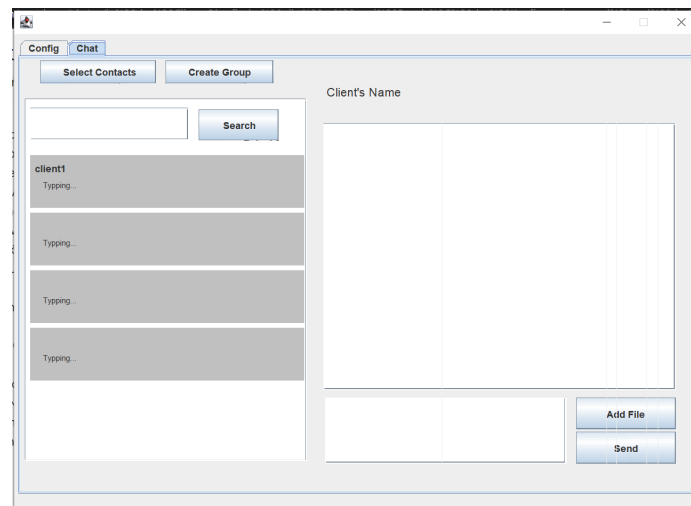 Config Chat
Select Contacts Create Group
Client's Name
Search
client1
Typping...
Typping...
Typping...
Typping...
Add File
Send